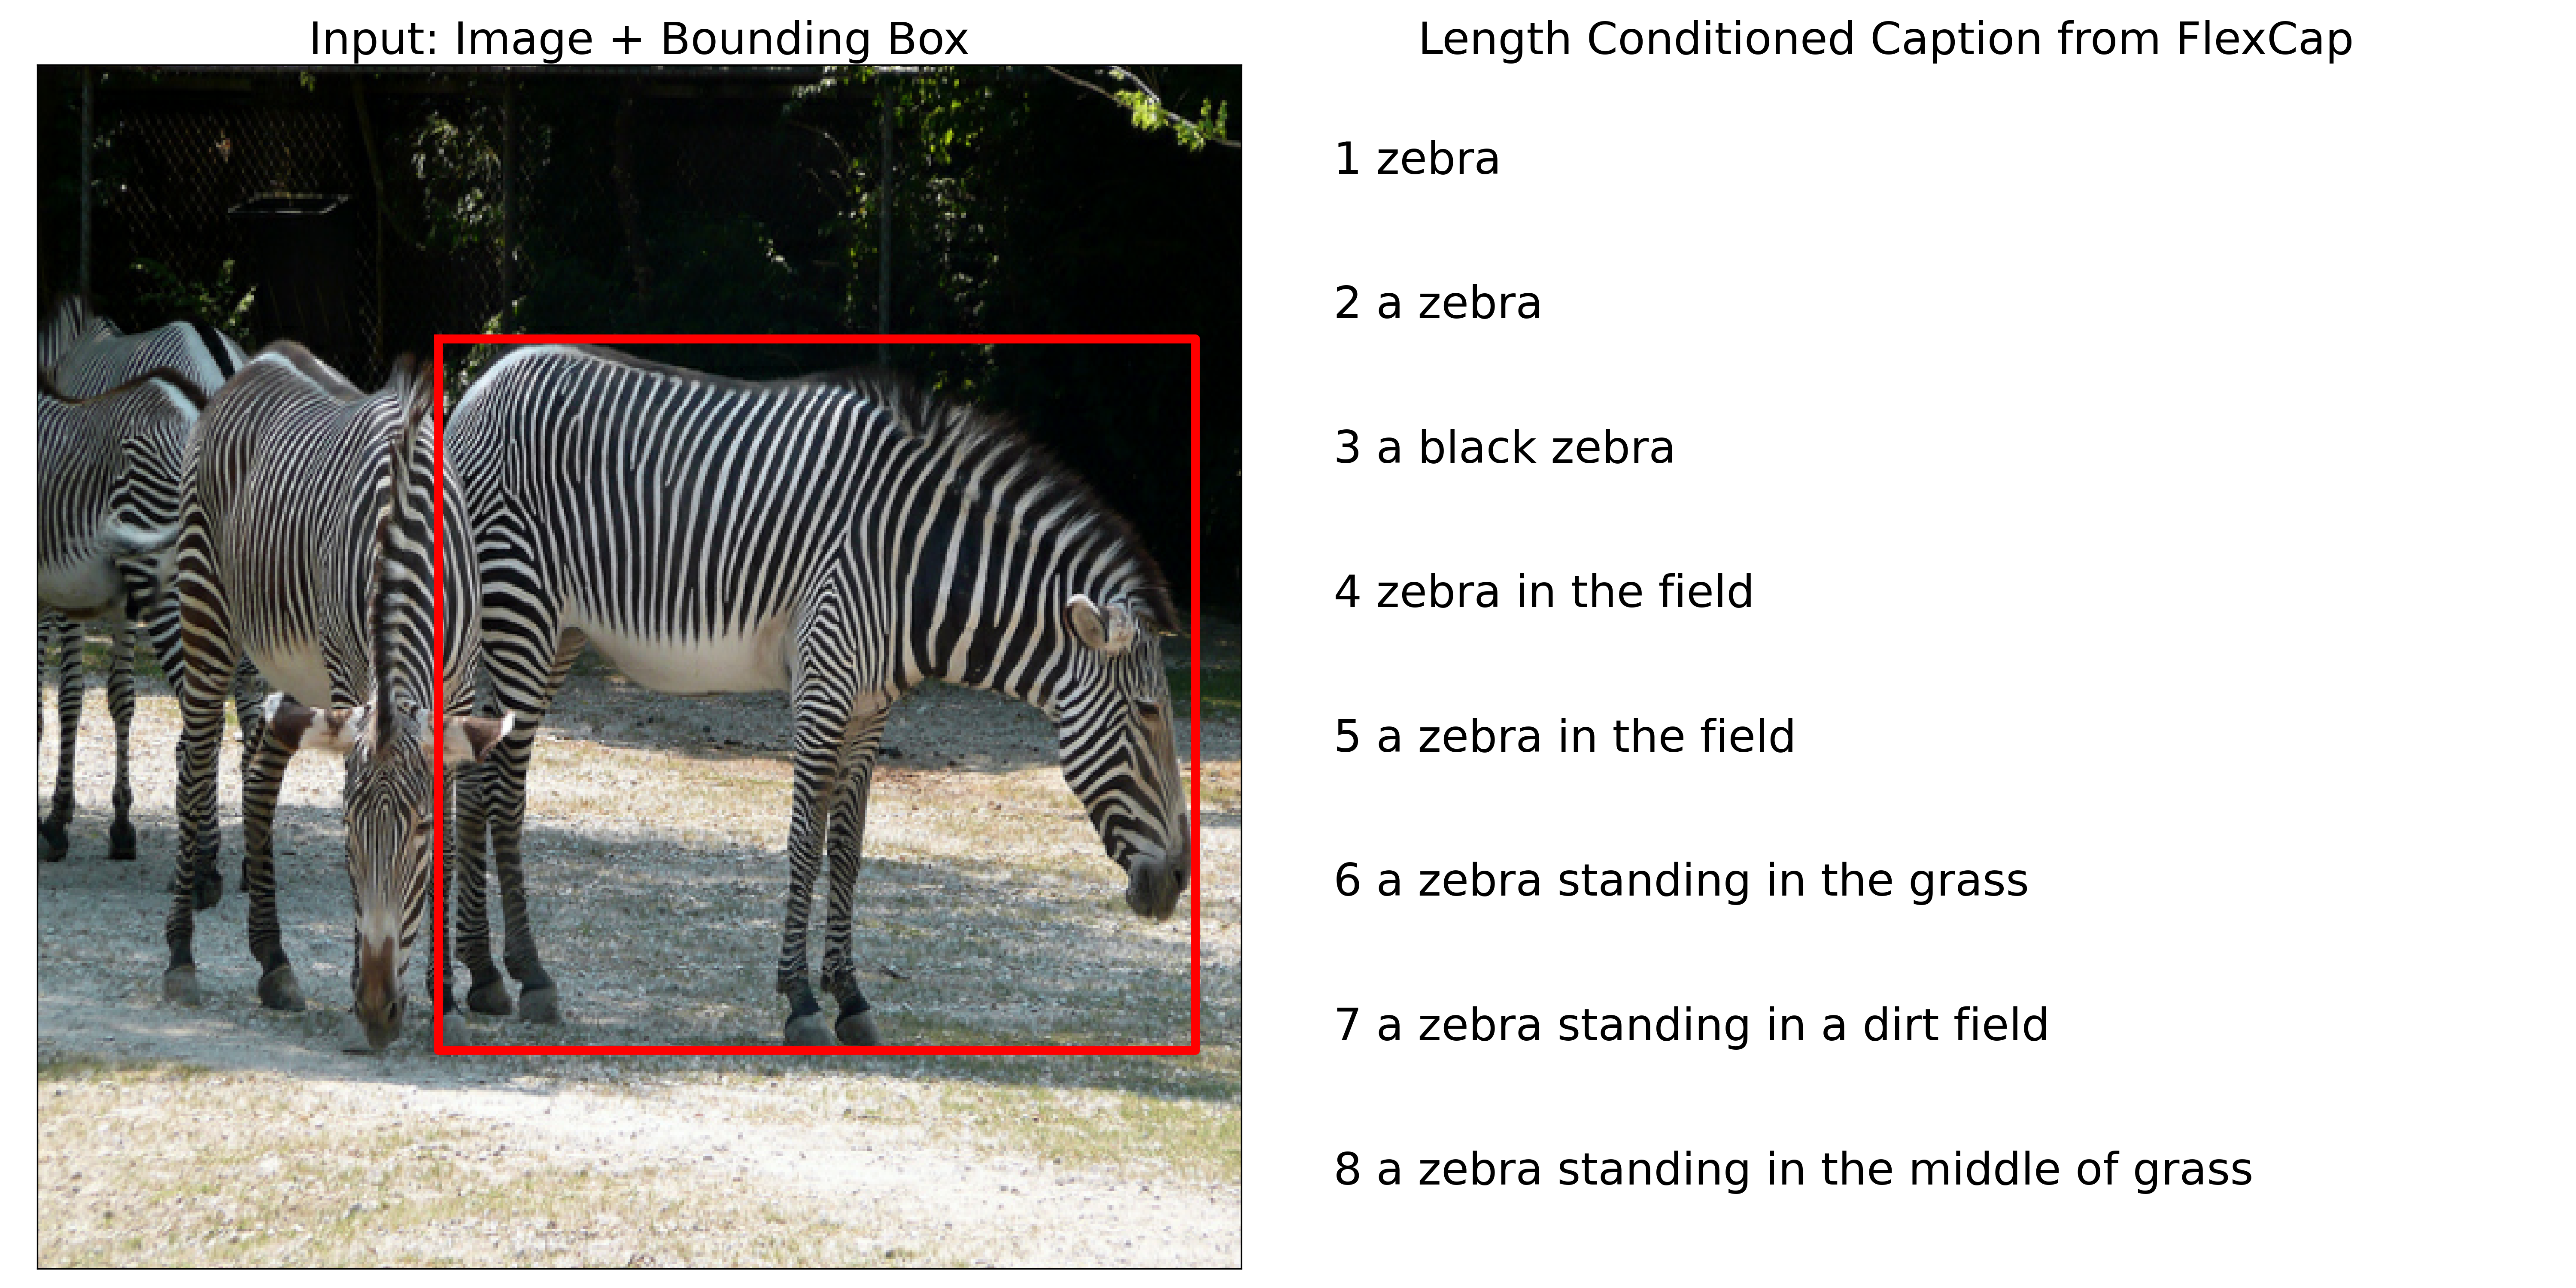 Input: Image + Bounding Box
Length Conditioned Caption from FlexCap
1 zebra
2 a zebra
3 a black zebra
4 zebra in the field
5 a zebra in the field
6 a zebra standing in the grass
7 a zebra standing in a dirt field
8 a zebra standing in the middle of grass